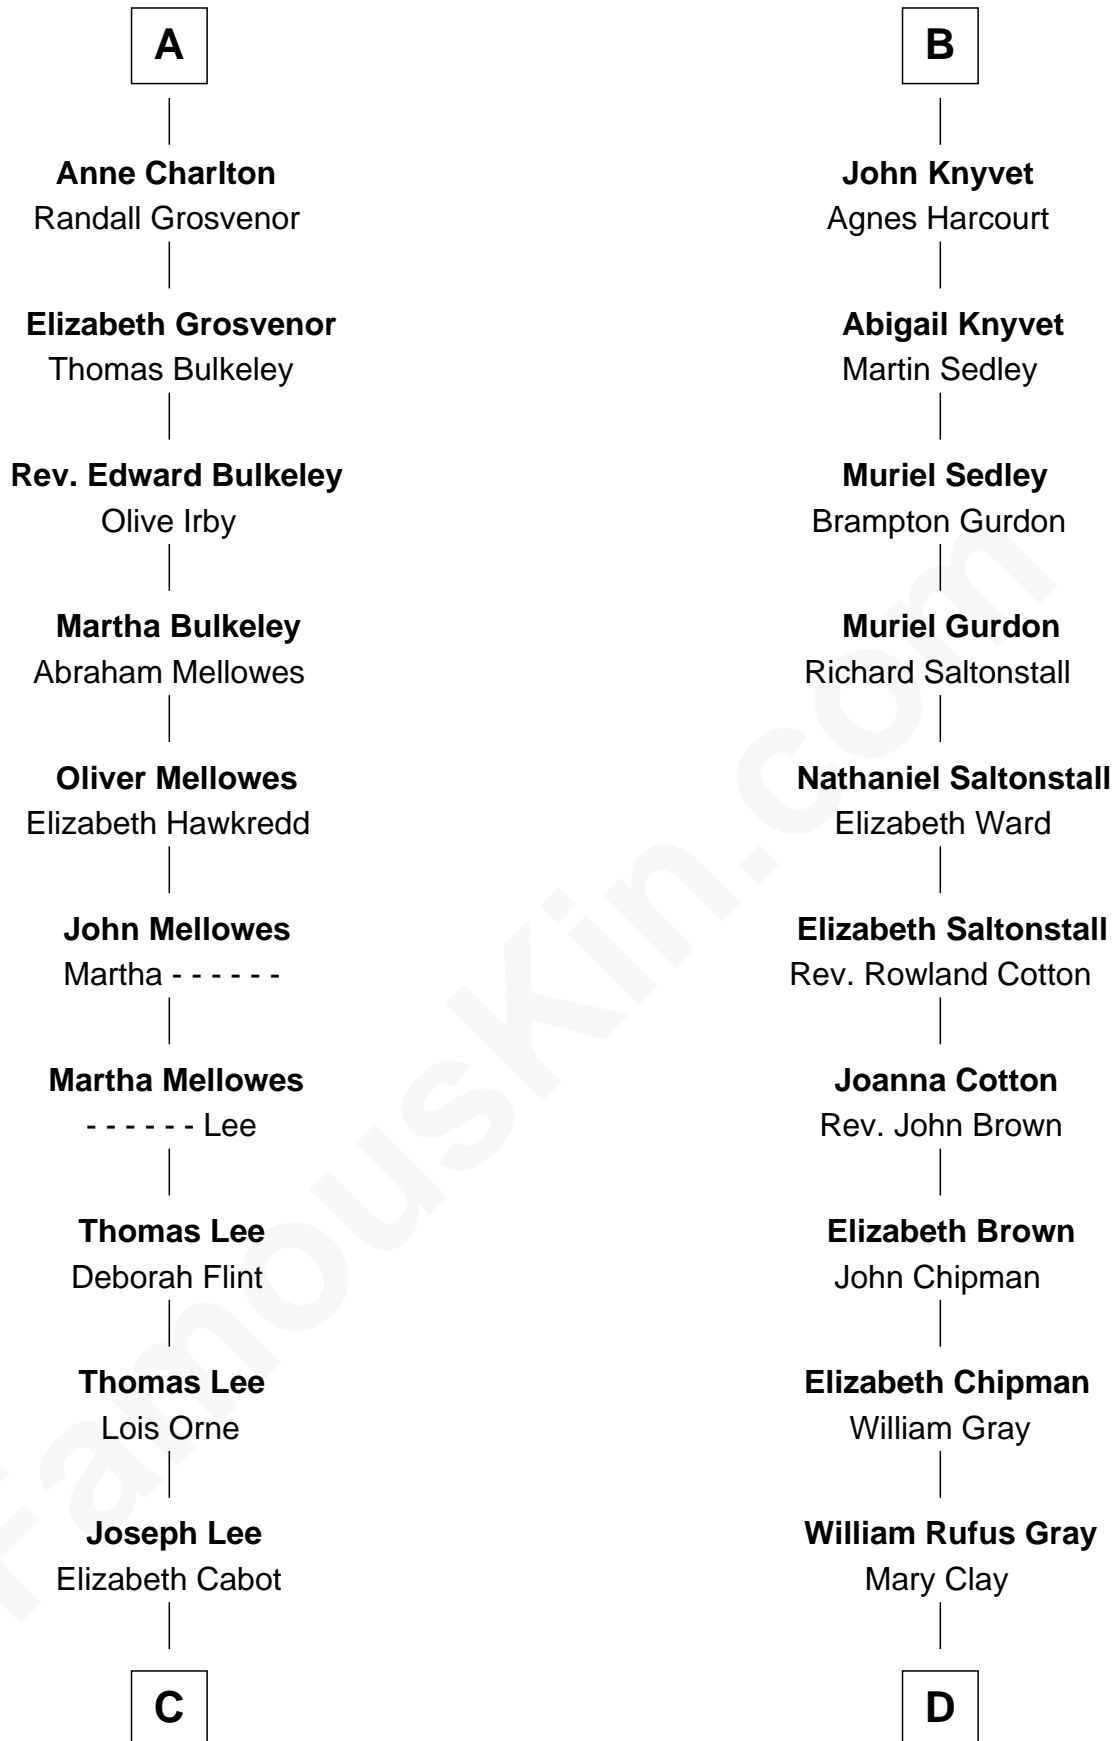 A
Anne Charlton
Randall Grosvenor
Elizabeth Grosvenor
Thomas Bulkeley
Rev. Edward Bulkeley
Olive Irby
Martha Bulkeley
Abraham Mellowes
Oliver Mellowes
Elizabeth Hawkredd
John Mellowes
Martha - - - - - -
Martha Mellowes
- - - - - - Lee
Thomas Lee
Deborah Flint
Thomas Lee
Lois Orne
Joseph Lee
Elizabeth Cabot
C
B
John Knyvet
Agnes Harcourt
Abigail Knyvet
Martin Sedley
Muriel Sedley
Brampton Gurdon
Muriel Gurdon
Richard Saltonstall
Nathaniel Saltonstall
Elizabeth Ward
Elizabeth Saltonstall
Rev. Rowland Cotton
Joanna Cotton
Rev. John Brown
Elizabeth Brown
John Chipman
Elizabeth Chipman
William Gray
William Rufus Gray
Mary Clay
D
FamousKin.com